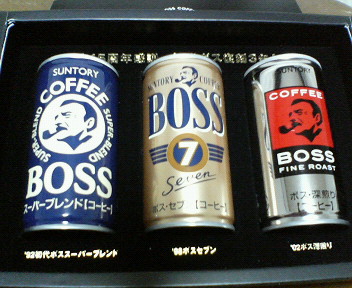 SUNTORY
COFFEE
SUPER-BLEND
SUPER-BLEND
BOSS
スーパーブレンド【コーヒー】
SUNTORY COFFEE
BOSS
7
Seven
ボス・セブン【コーヒー】
SUNTORY
COFFEE
BOSS
FINE ROAST
ボス・深煎り
【コーヒー】
'92初代ボススーパーブレンド
'98ボスセブン
'02ボス深煎り